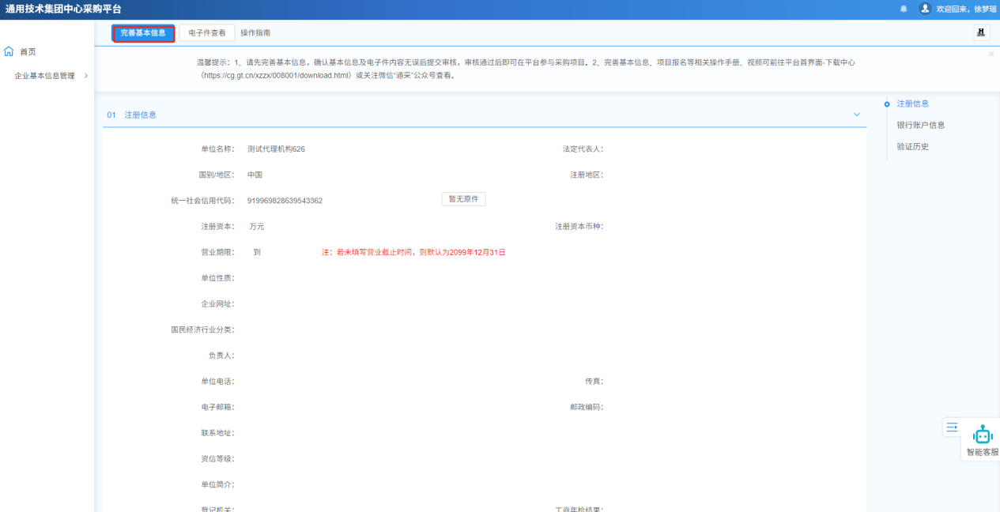 通用技术集团中心采购平台
欢迎回来，徐梦瑶
完善基本信息 电子件查看 操作指南
首页
企业基本信息管理
温馨提示：1、请先完善基本信息，确认基本信息及电子件内容无误后提交审核，审核通过后即可在平台参与采购项目。2、完善基本信息、项目报名等相关操作手册、视频可前往平台首界面-下载中心
（https://cg.gt.cn/xzzx/008001/download.html）或关注微信“通采”公众号查看。
01 注册信息
注册信息
银行账户信息
验证历史
单位名称： 测试代理机构626 法定代表人：
国别/地区： 中国 注册地区：
统一社会信用代码： 919969828639543362 暂无原件
注册资本： 万元 注册资本币种：
营业期限： 到 注：若未填写营业截止时间，则默认为2099年12月31日
单位性质：
企业网址：
国民经济行业分类：
负责人：
单位电话： 传真：
电子邮箱： 邮政编码：
联系地址：
资信等级：
单位简介：
登记机关： 工商年检结果：
智能客服